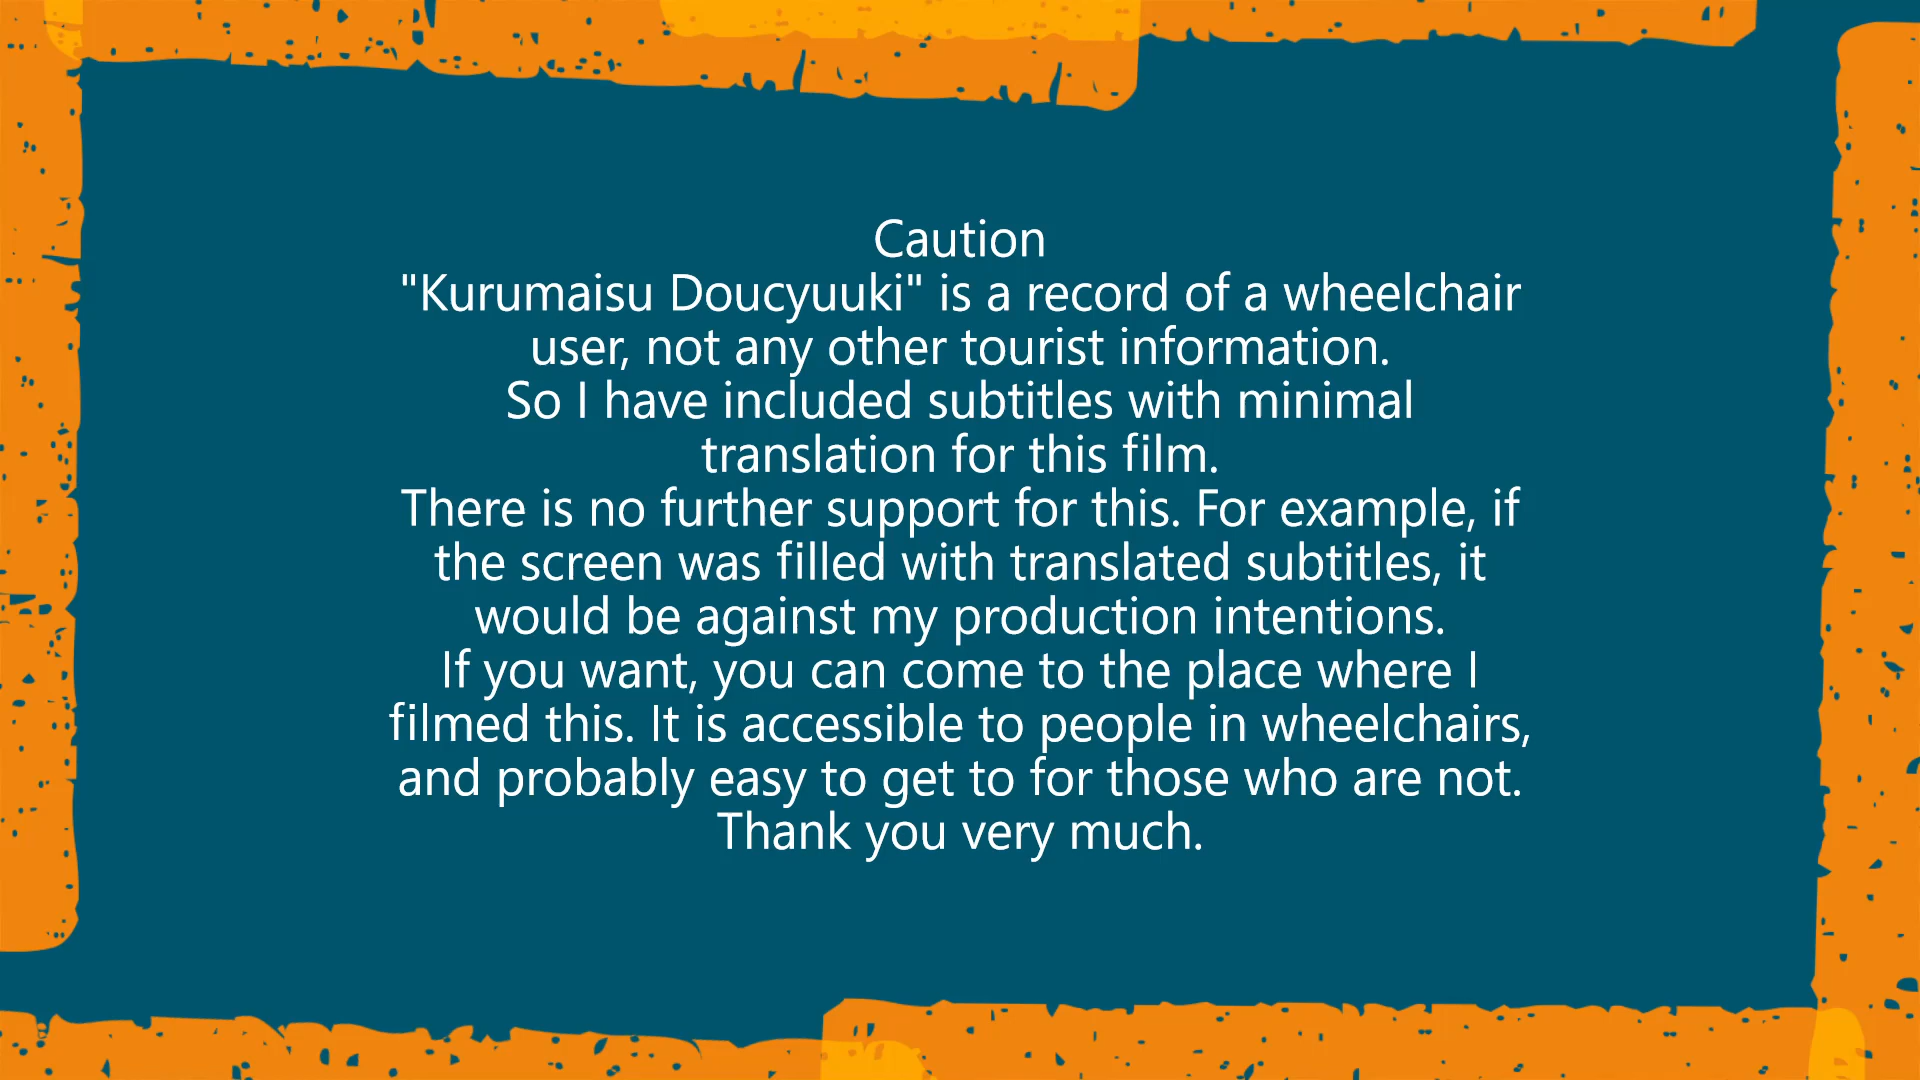 Caution
"Kurumaisu Doucyuuki" is a record of a wheelchair
user, not any other tourist information.
So I have included subtitles with minimal
translation for this film.
There is no further support for this. For example, if
the screen was filled with translated subtitles, it
would be against my production intentions.
If you want, you can come to the place where I
filmed this. It is accessible to people in wheelchairs,
and probably easy to get to for those who are not.
Thank you very much.